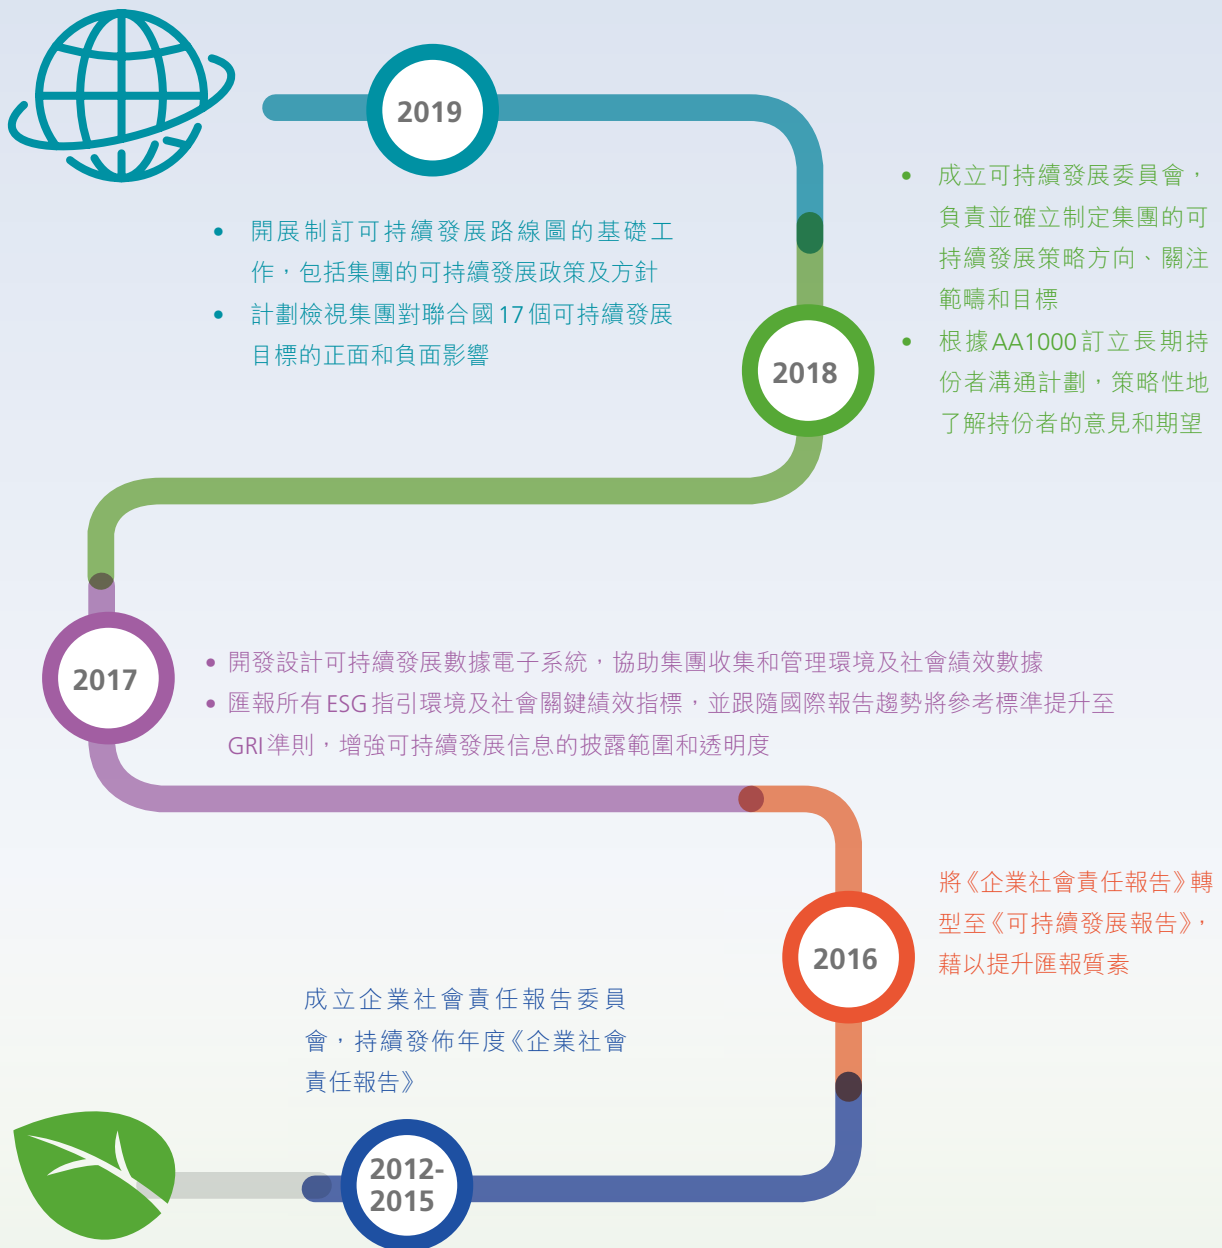 2019
• 開展制訂可持續發展路線圖的基礎工
作，包括集團的可持續發展政策及方針
• 計劃檢視集團對聯合國17個可持續發展
目標的正面和負面影響
2018
• 成立可持續發展委員會，
負責並確立制定集團的可
持續發展策略方向、關注
範疇和目標
• 根據AA1000訂立長期持
份者溝通計劃，策略性地
了解持份者的意見和期望
2017
• 開發設計可持續發展數據電子系統，協助集團收集和管理環境及社會績效數據
• 匯報所有ESG指引環境及社會關鍵績效指標，並跟隨國際報告趨勢將參考標準提升至
GRI準則，增強可持續發展信息的披露範圍和透明度
2016
將《企業社會責任報告》轉
型至《可持續發展報告》，
藉以提升匯報質素
成立企業社會責任報告委員
會，持續發佈年度《企業社會
責任報告》
2012-
2015